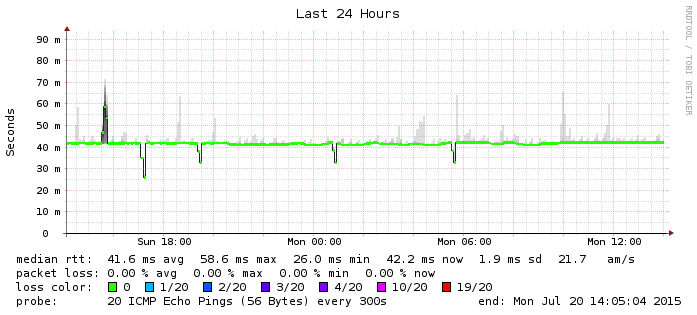 Last 24 Hours
RRDTOOL / TOBI OETIKER
Seconds
90 m
80 m
70 m
60 m
50 m
40 m
30 m
20 m
10 m
0
Sun 18:00 Mon 00:00 Mon 06:00 Mon 12:00
median rtt: 41.6 ms avg 58.6 ms max 26.0 ms min 42.2 ms now 1.9 ms sd 21.7 am/s
packet loss: 0.00 % avg 0.00 % max 0.00 % min 0.00 % now
loss color: 0 1/20 2/20 3/20 4/20 10/20 19/20
probe: 20 ICMP Echo Pings (56 Bytes) every 300s end: Mon Jul 20 14:05:04 2015